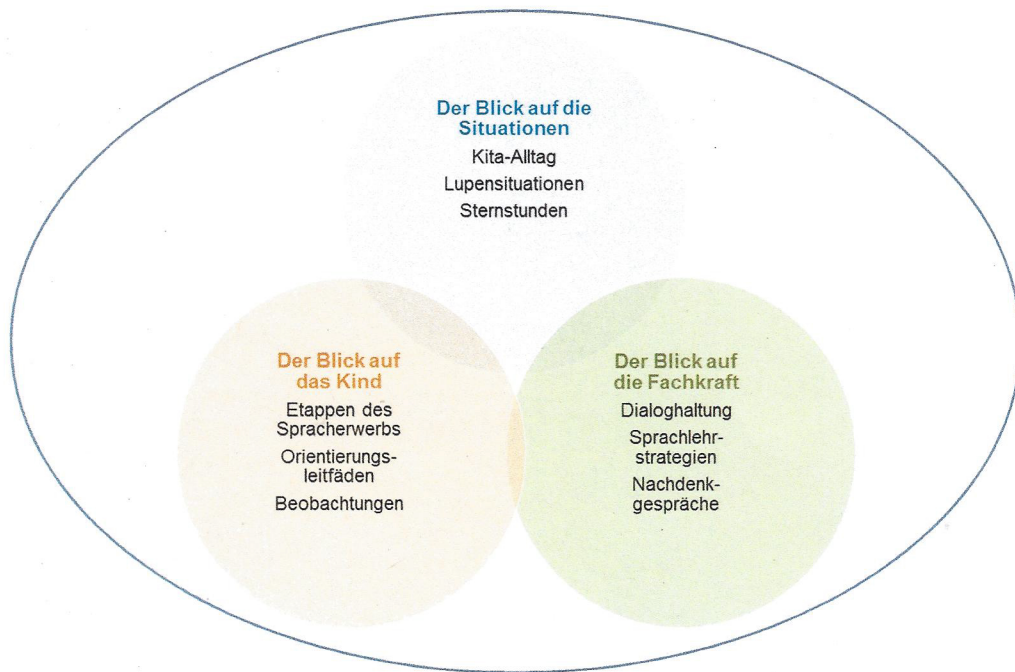 Der Blick auf die
Situationen
Kita-Alltag
Lupensituationen
Sternstunden
Der Blick auf
das Kind
Etappen des
Spracherwerbs
Orientierungs-
leitfäden
Beobachtungen
Der Blick auf
die Fachkraft
Dialoghaltung
Sprachlehr-
strategien
Nachdenk-
gespräche